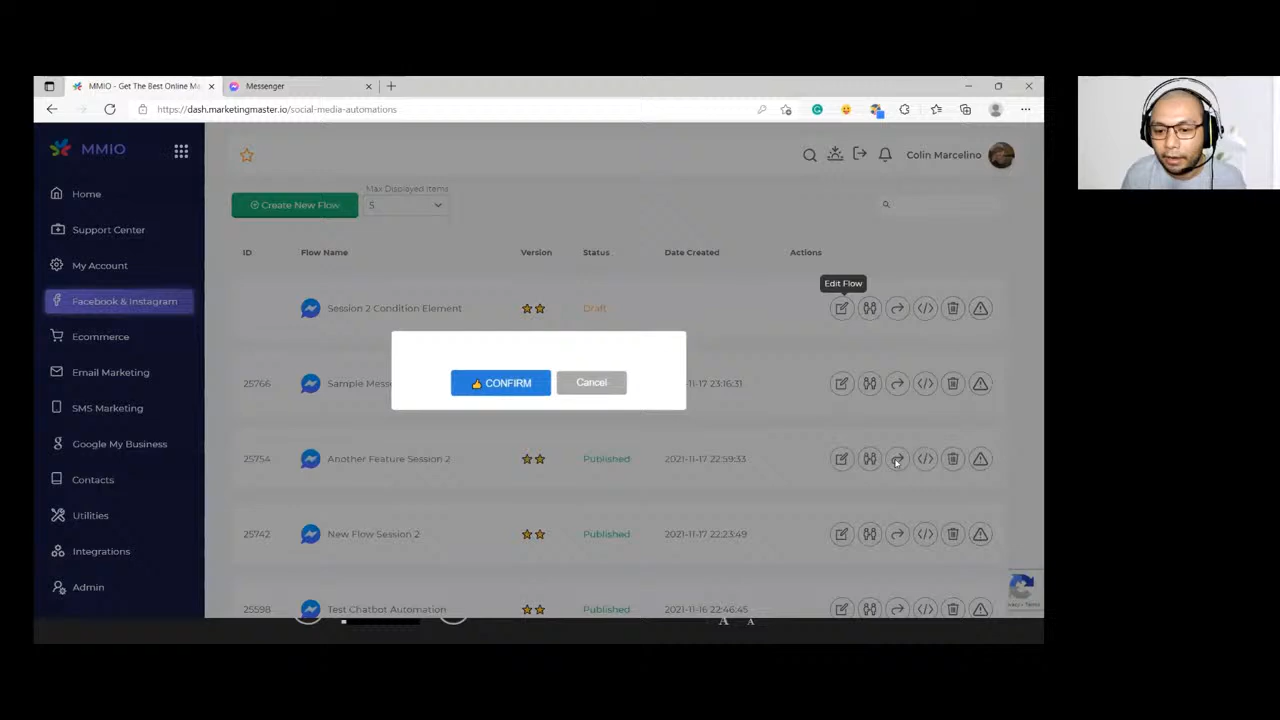 MMIO - Get The Best Online Ma
Messenger
https://dash.marketingmaster.io/social-media-automations
MMIO
Colin Marcelino
Home
Support Center
My Account
Facebook & Instagram
Ecommerce
Email Marketing
SMS Marketing
Google My Business
Contacts
Utilities
Integrations
Admin
Create New Flow
Max Displayed Items
5
ID
Flow Name
Version
Status
Date Created
Actions
Edit Flow
Session 2 Condition Element
Draft
25766
Sample Mess
-17 23:16:31
CONFIRM
Cancel
25754
Another Feature Session 2
Published
2021-11-17 22:59:33
25742
New Flow Session 2
Published
2021-11-17 22:23:49
25598
Test Chatbot Automation
Published
2021-11-16 22:46:45
A A